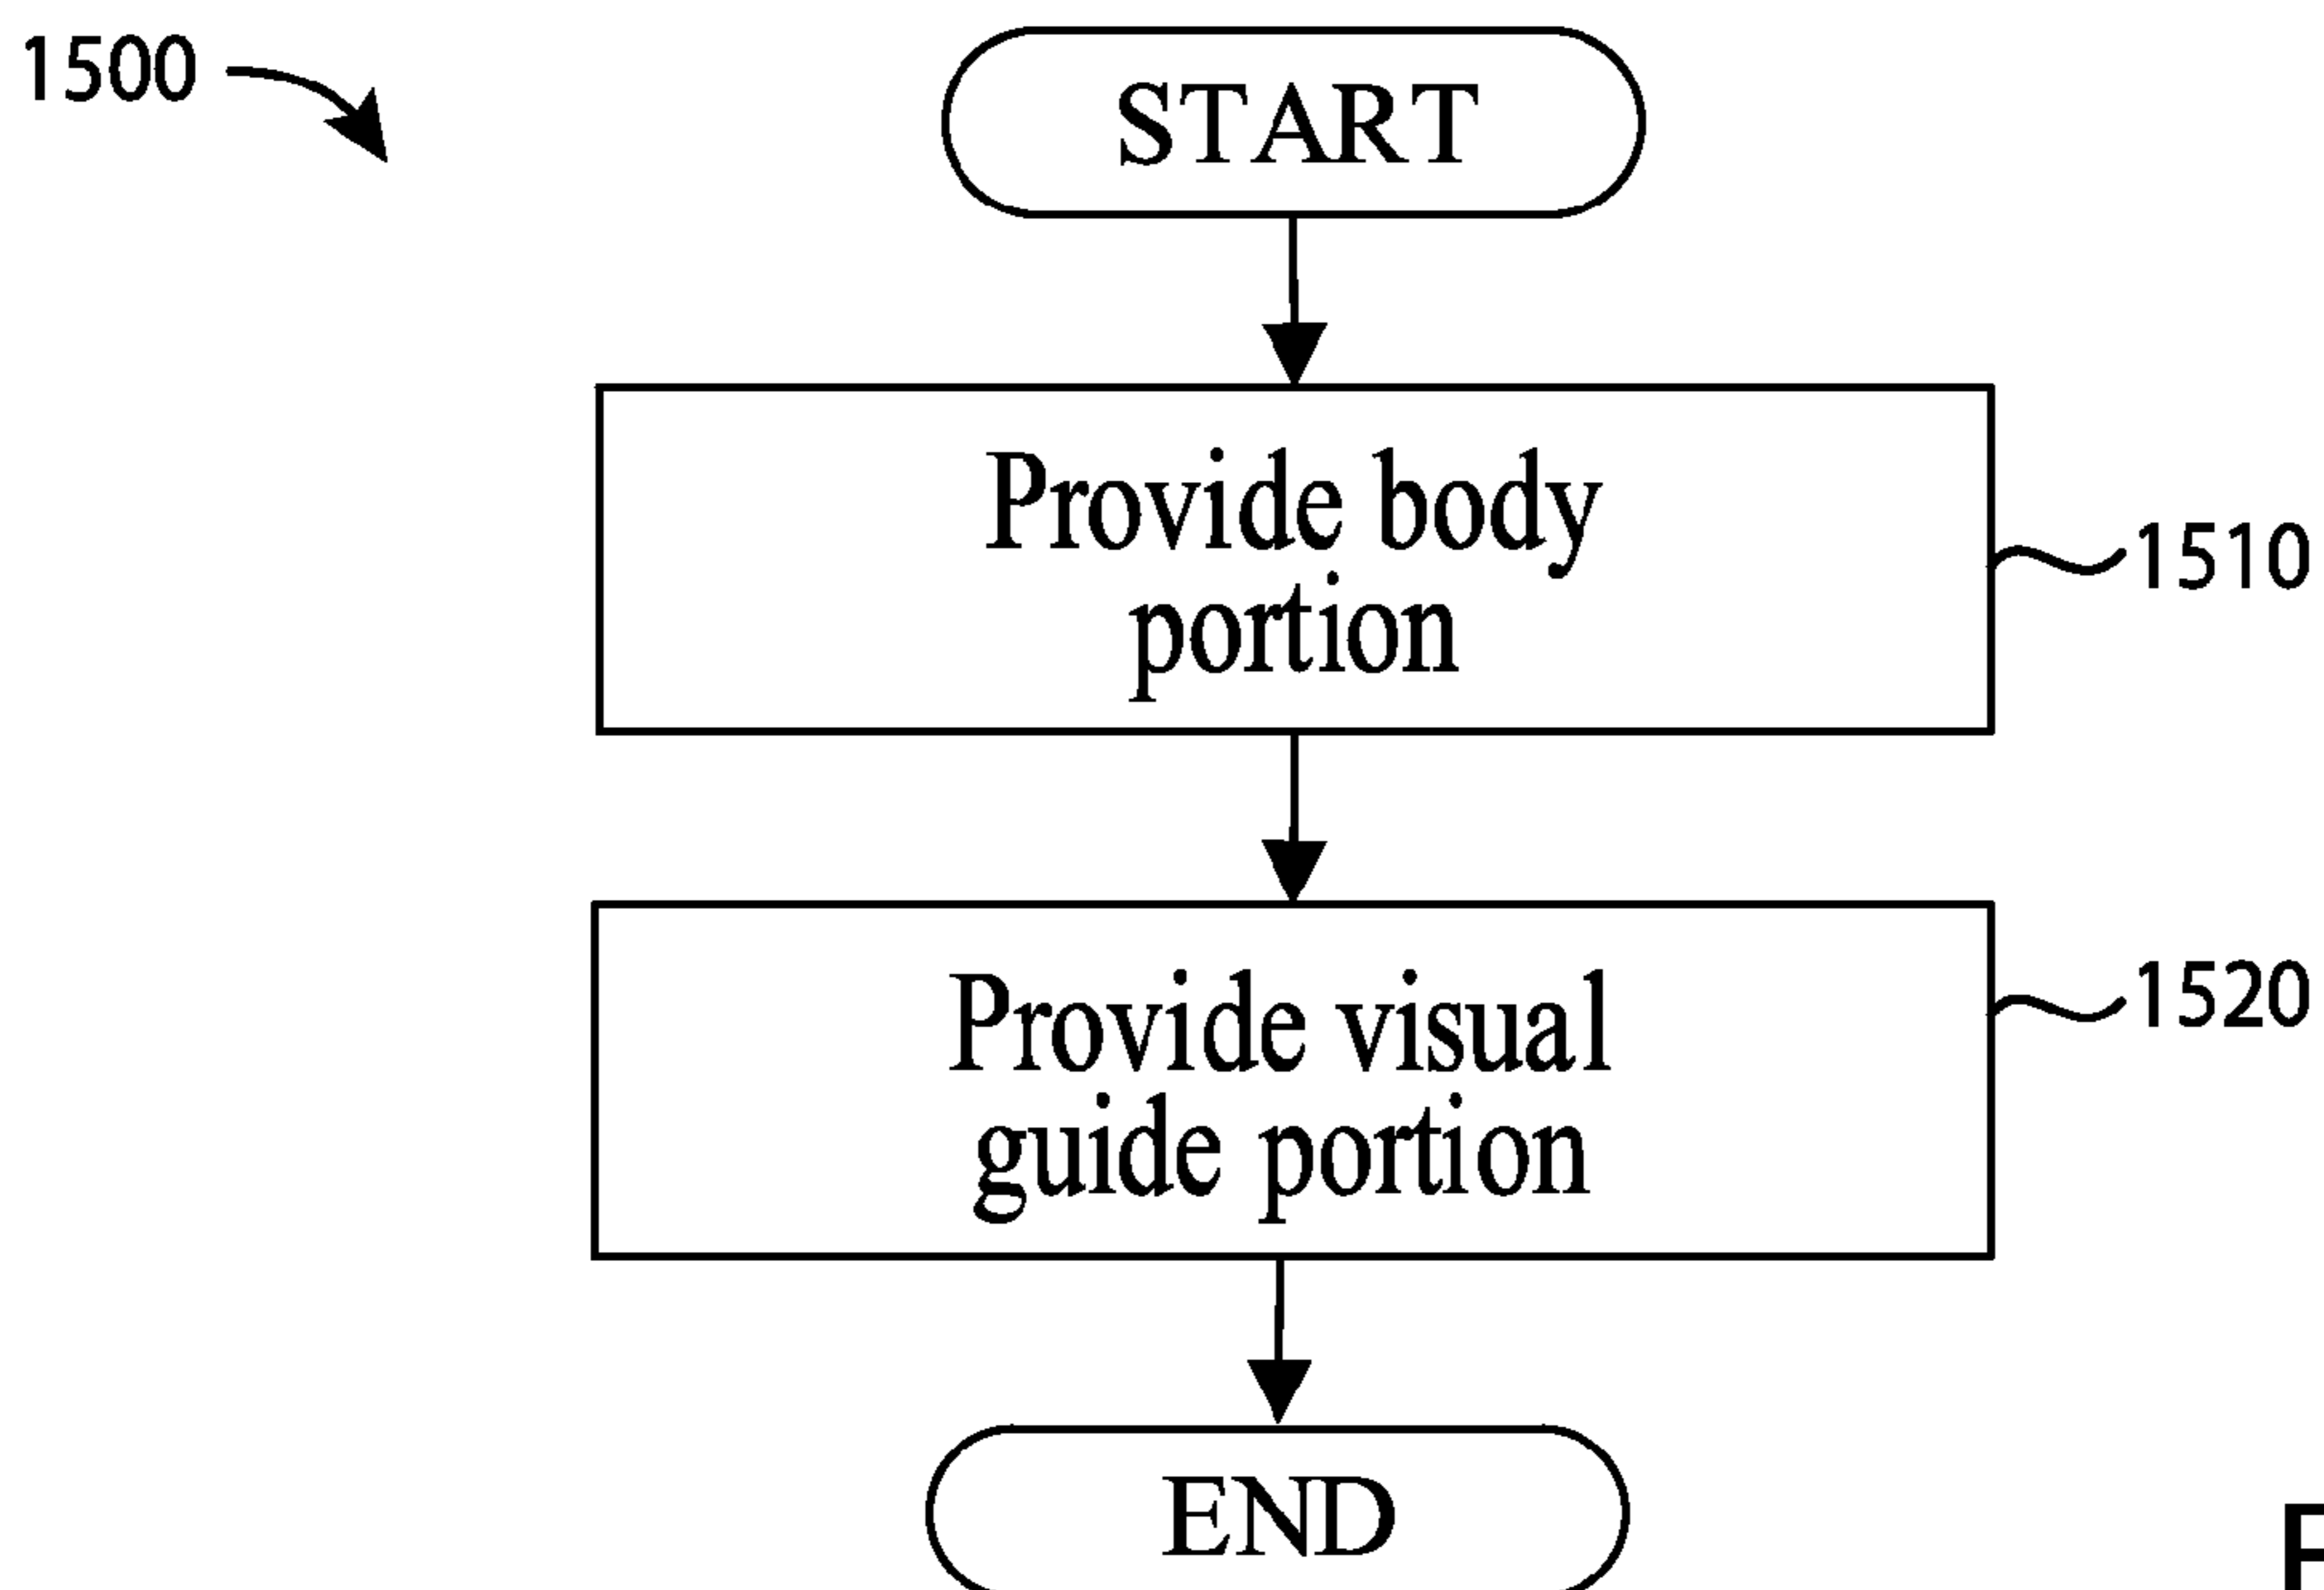 1500
START
Provide body
portion
1510
Provide visual
guide portion
1520
END